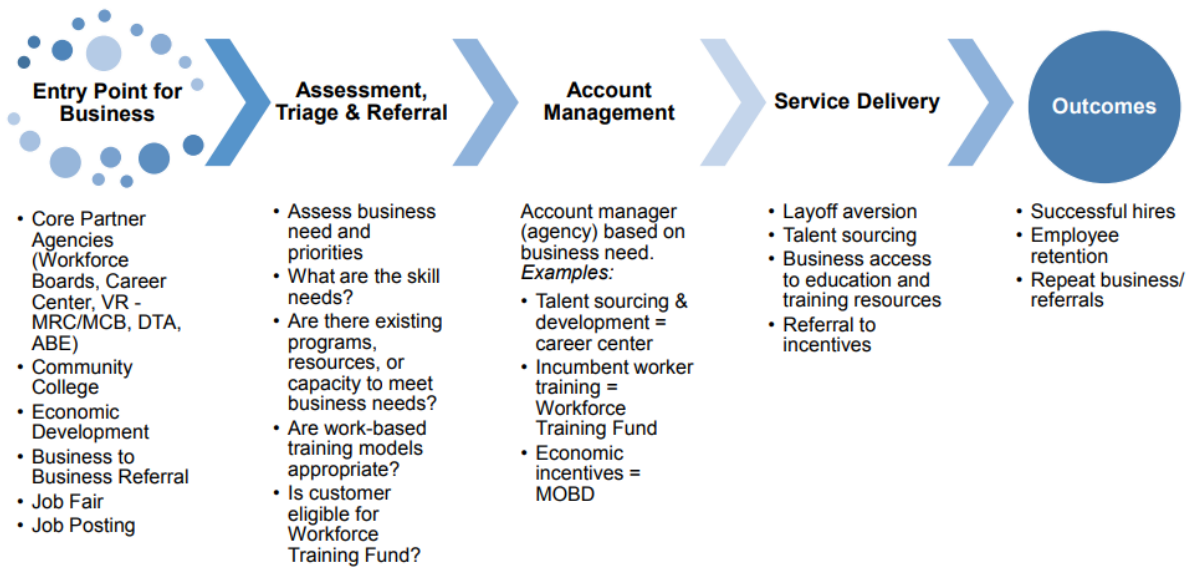 Entry Point for
Business
Assessment,
Triage & Referral
Account
Management
Service Delivery
Outcomes
• Core Partner
Agencies
(Workforce
Boards, Career
Center, VR -
MRC/MCB, DTA,
ABE)
• Community
College
• Economic
Development
• Business to
Business Referral
• Job Fair
• Job Posting
• Assess business
need and
priorities
• What are the skill
needs?
• Are there existing
programs,
resources, or
capacity to meet
business needs?
• Are work-based
training models
appropriate?
• Is customer
eligible for
Workforce
Training Fund?
Account manager
(agency) based on
business need.
Examples:
• Talent sourcing &
development =
career center
• Incumbent worker
training =
Workforce
Training Fund
• Economic
incentives =
MOBD
• Layoff aversion
• Talent sourcing
• Business access
to education and
training resources
• Referral to
incentives
• Successful hires
• Employee
retention
• Repeat business/
referrals